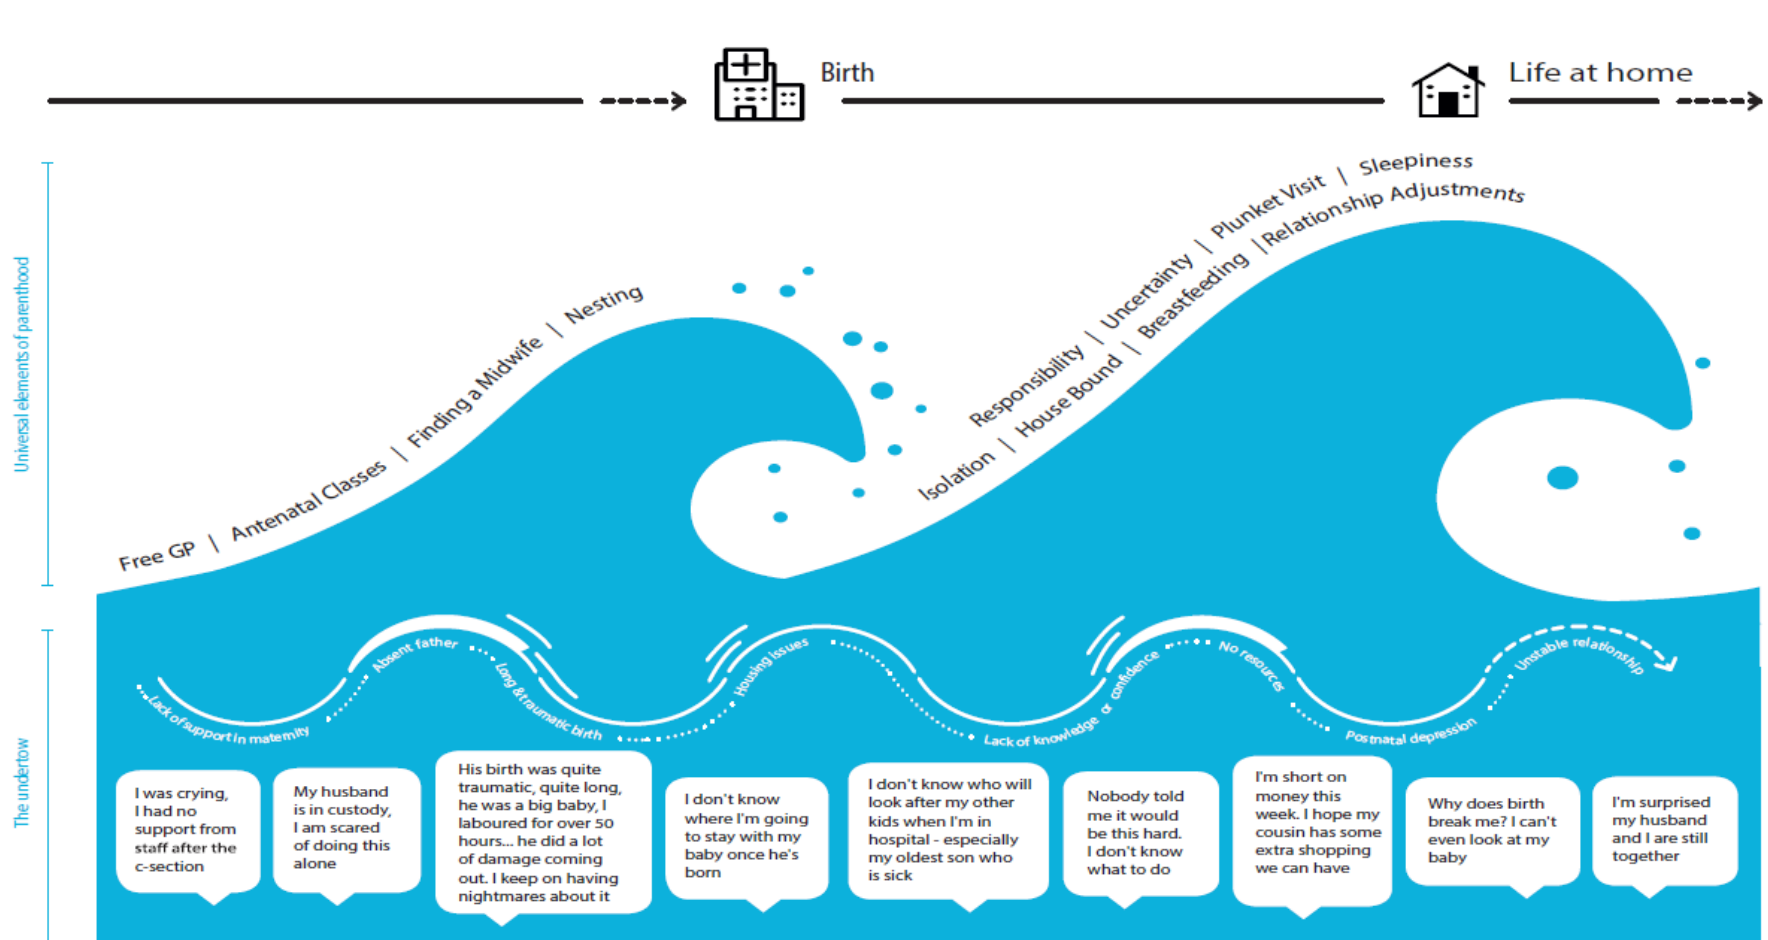 Birth
Life at home
Universal elements of parenthood
Free GP | Antenatal Classes | Finding a Midwife | Nesting
Responsibility | Uncertainty | Plunket Visit | Sleepiness
Isolation | House Bound | Breastfeeding | Relationship Adjustments
The undertow
Lack of support in maternity
Absent father
Long & traumatic birth
Housing issues
Lack of knowledge or confidence
No resources
Postnatal depression
Unstable relationship
I was crying,
I had no
support from
staff after the
c-section
My husband
is in custody,
I am scared
of doing this
alone
His birth was quite
traumatic, quite long,
he was a big baby, I
laboured for over 50
hours... he did a lot
of damage coming
out. I keep on having
nightmares about it
I don't know
where I'm going
to stay with my
baby once he's
born
I don't know who will
look after my other
kids when I'm in
hospital - especially
my oldest son who
is sick
Nobody told
me it would
be this hard.
I don't know
what to do
I'm short on
money this
week. I hope my
cousin has some
extra shopping
we can have
Why does birth
break me? I can't
even look at my
baby
I'm surprised
my husband
and I are still
together